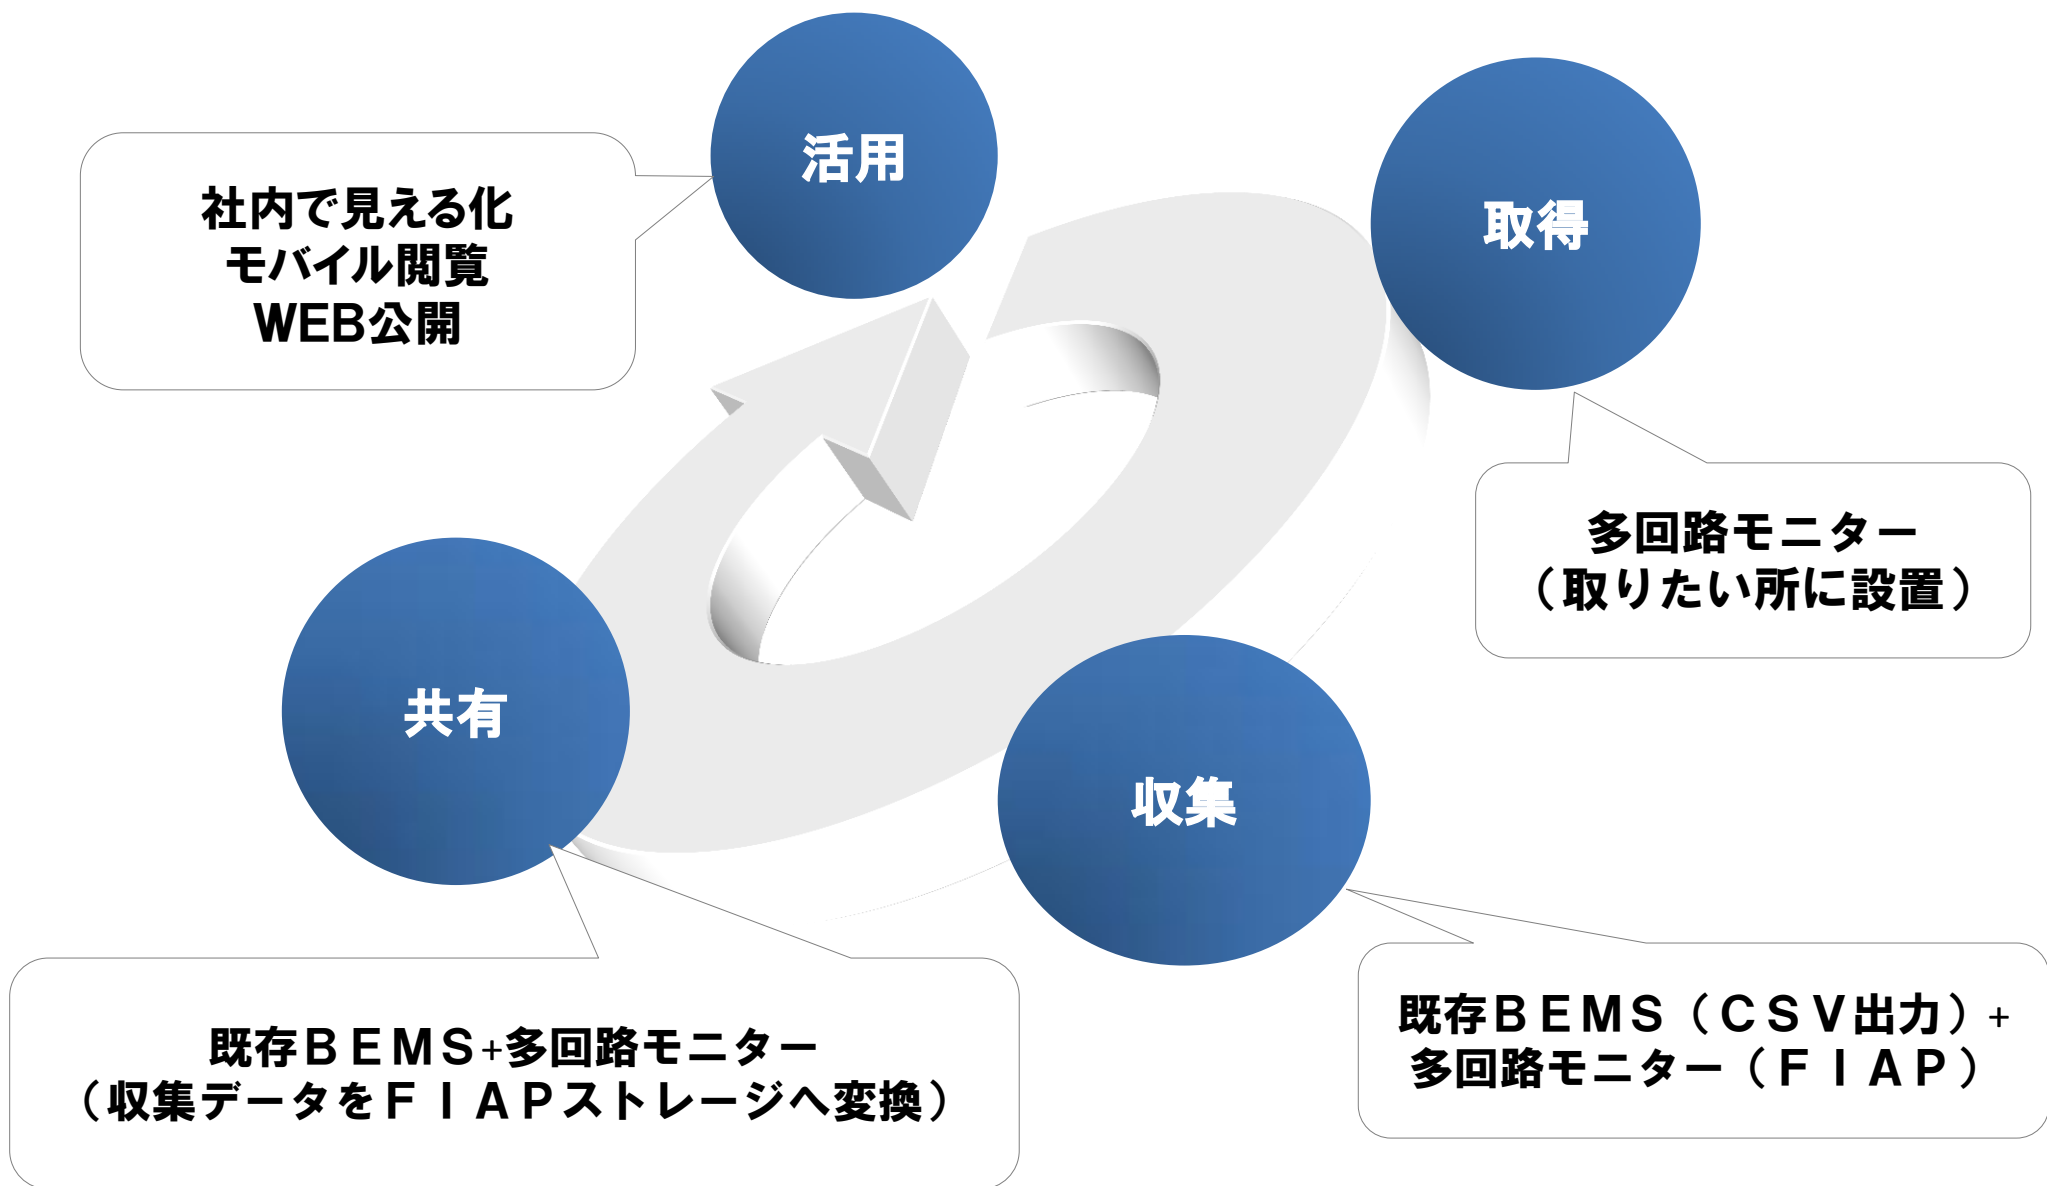 活用
社内で見える化
モバイル閲覧
WEB公開
取得
多回路モニター
（取りたい所に設置）
収集
既存ＢＥＭＳ（ＣＳＶ出力）+
多回路モニター（ＦＩＡＰ）
共有
既存ＢＥＭＳ+多回路モニター
（収集データをＦＩＡＰストレージへ変換）